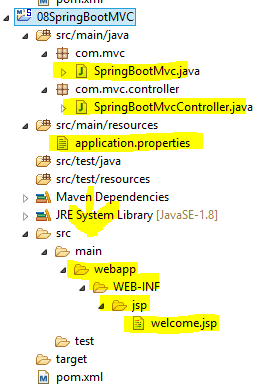 pom.xml
08SpringBootMVC
src/main/java
com.mvc
SpringBootMvc.java
com.mvc.controller
SpringBootMvcController.java
src/main/resources
application.properties
src/test/java
src/test/resources
Maven Dependencies
JRE System Library [JavaSE-1.8]
src
main
webapp
WEB-INF
jsp
welcome.jsp
test
target
pom.xml